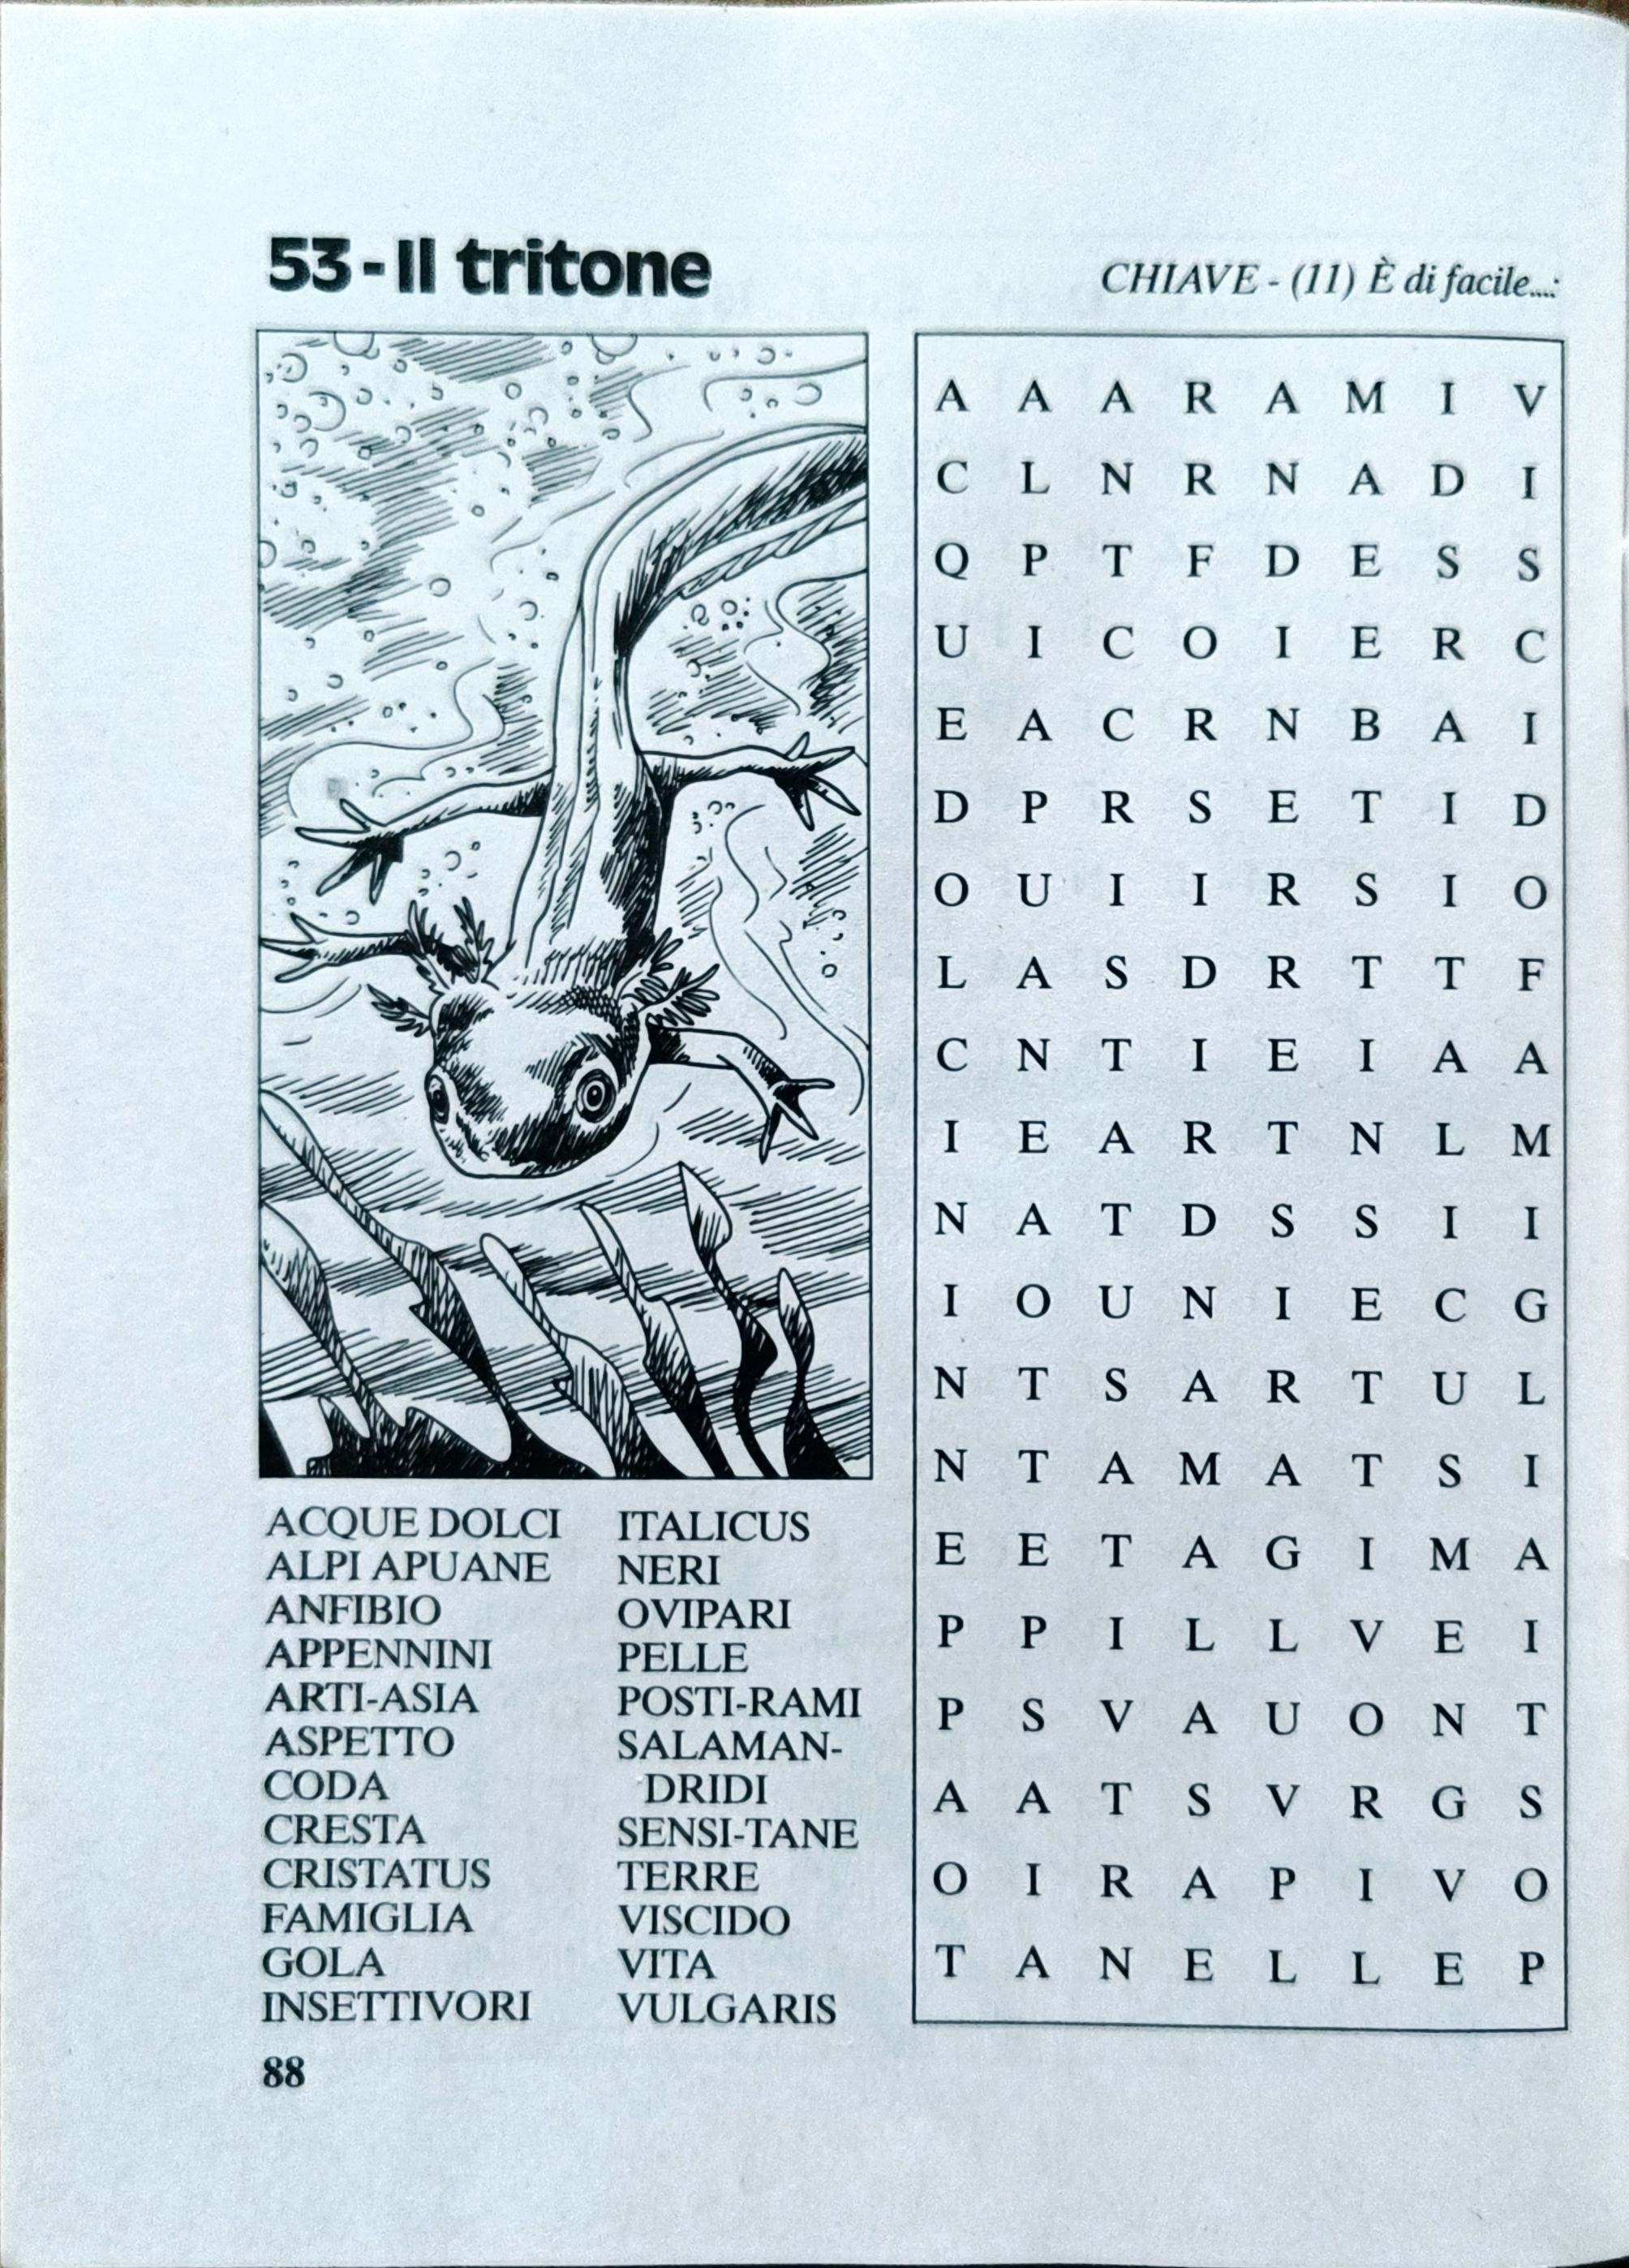 53 - Il tritone
CHIAVE - (11) È di facile...:
A A A R A M I V
C L N R N A D I
Q P T F D E S S
U I C O I E R C
E A C R N B A I
D P R S E T I D
O U I I R S I O
L A S D R T T F
C N T I E I A A
I E A R T N L M
N A T D S S I I
I O U N I E C G
N T S A R T U L
N T A M A T S I
E E T A G I M A
P P I L L V E I
P S V A U O N T
A A T S V R G S
O I R A P I V O
T A N E L L E P
ACQUE DOLCI
ALPI APUANE
ANFIBIO
APPENNINI
ARTI-ASIA
ASPETTO
CODA
CRESTA
CRISTATUS
FAMIGLIA
GOLA
INSETTIVORI
ITALICUS
NERI
OVIPARI
PELLE
POSTI-RAMI
SALAMAN-
DRIDI
SENSI-TANE
TERRE
VISCIDO
VITA
VULGARIS
88